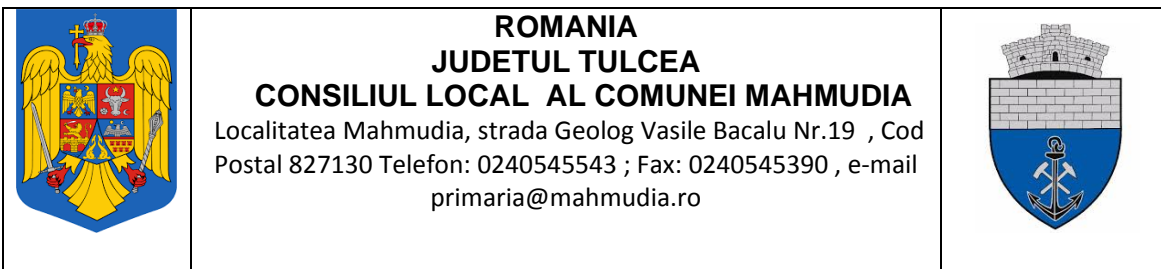 ROMANIA
JUDETUL TULCEA
CONSILIUL LOCAL AL COMUNEI MAHMUDIA
Localitatea Mahmudia, strada Geolog Vasile Bacalu Nr.19 , Cod
Postal 827130 Telefon: 0240545543 ; Fax: 0240545390 , e-mail
primaria@mahmudia.ro